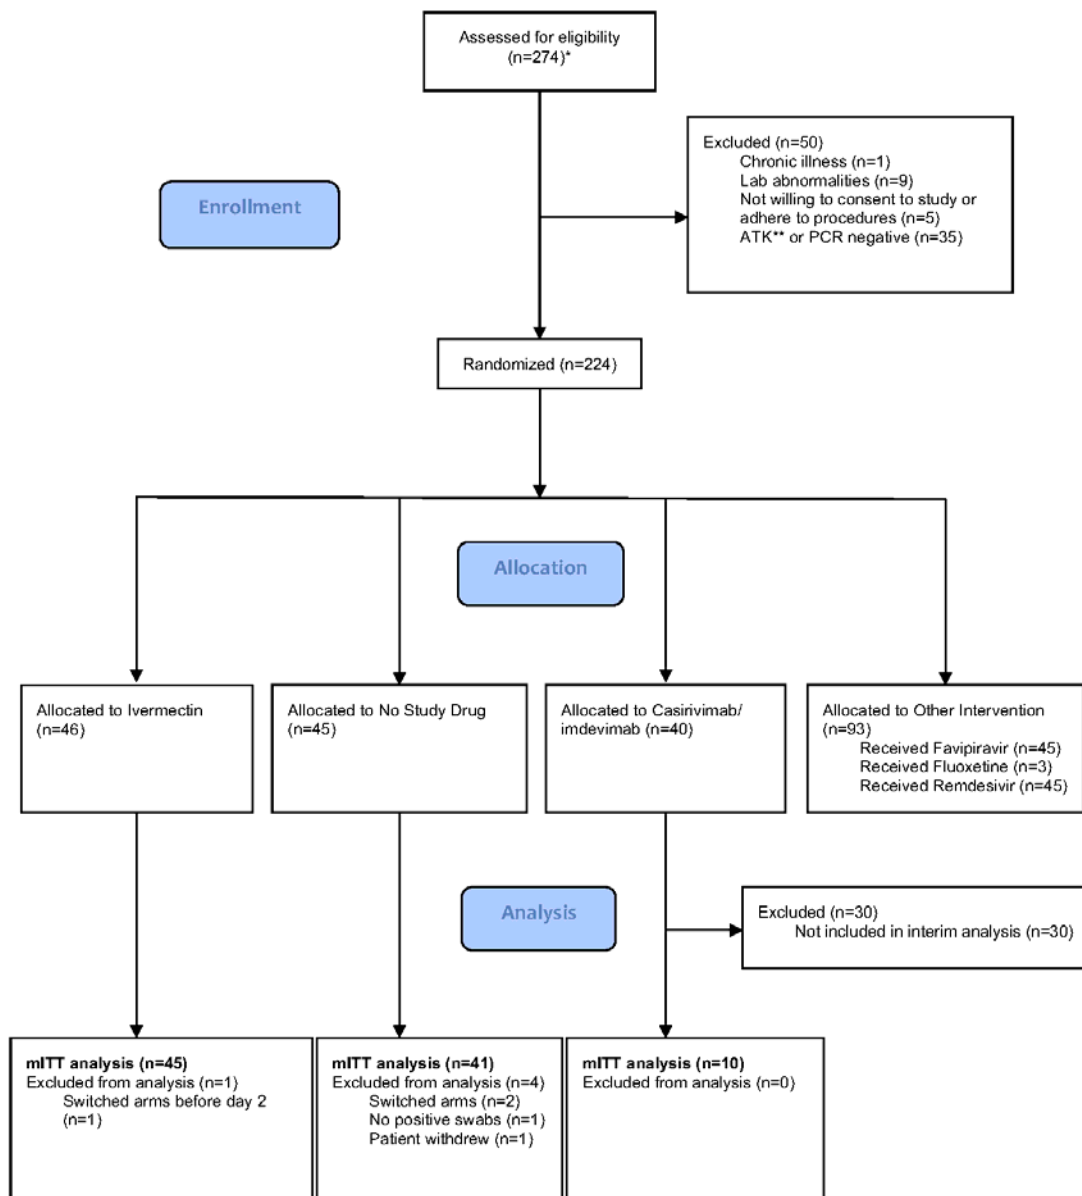 Assessed for eligibility
(n=274)*
Excluded (n=50)
Chronic illness (n=1)
Lab abnormalities (n=9)
Not willing to consent to study or
adhere to procedures (n=5)
ATK** or PCR negative (n=35)
Enrollment
Randomized (n=224)
Allocation
Allocated to Ivermectin
(n=46)
Allocated to No Study Drug
(n=45)
Allocated to Casirivimab/
imdevimab (n=40)
Allocated to Other Intervention
(n=93)
Received Favipiravir (n=45)
Received Fluoxetine (n=3)
Received Remdesivir (n=45)
Analysis
Excluded (n=30)
Not included in interim analysis (n=30)
mITT analysis (n=45)
Excluded from analysis (n=1)
Switched arms before day 2
(n=1)
mITT analysis (n=41)
Excluded from analysis (n=4)
Switched arms (n=2)
No positive swabs (n=1)
Patient withdrew (n=1)
mITT analysis (n=10)
Excluded from analysis (n=0)